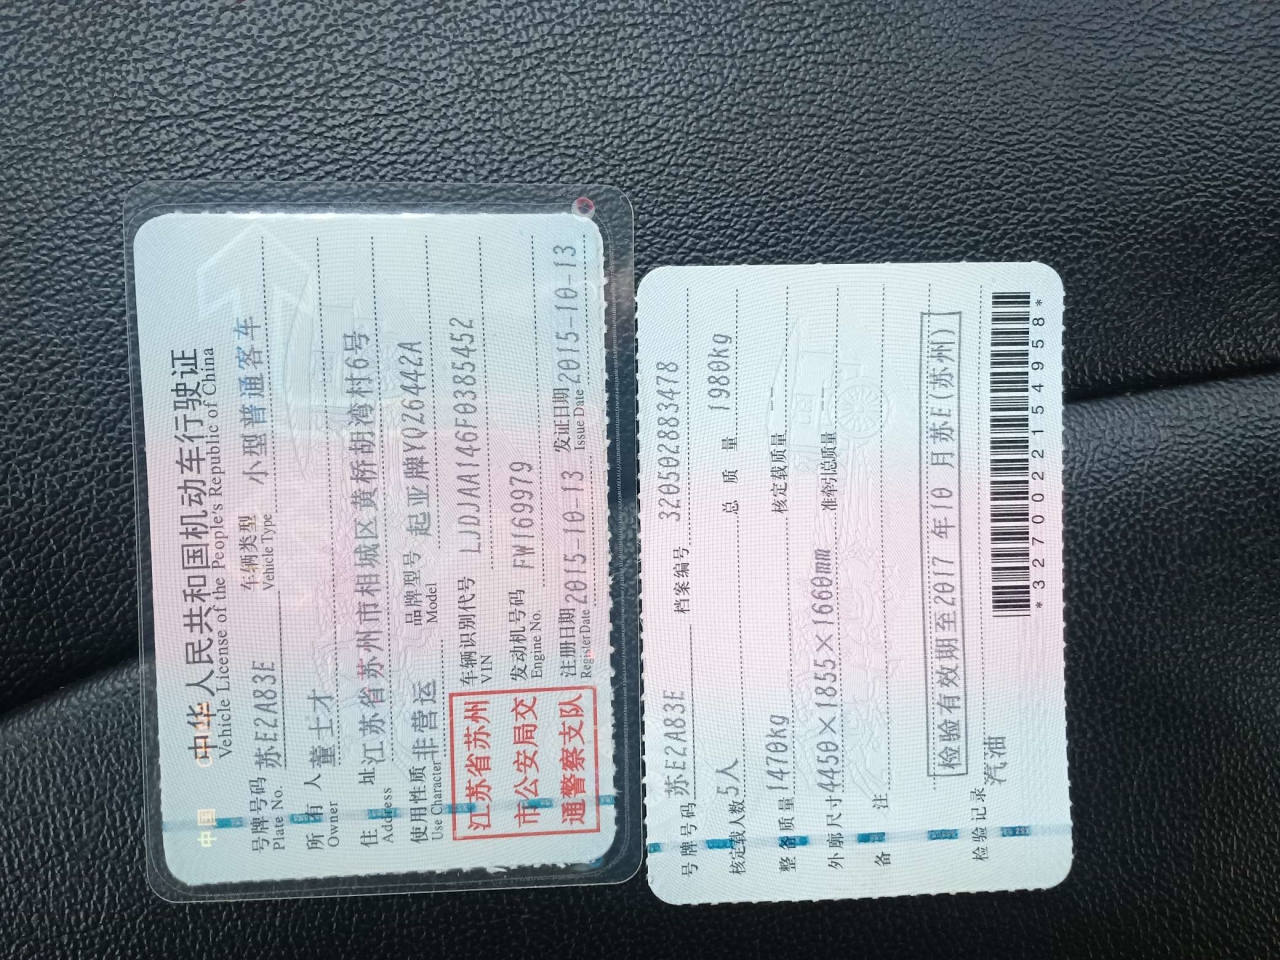 中华人民共和国机动车行驶证
Vehicle License of the People's Republic of China
号牌号码 苏E2A83E 车辆类型 小型普通客车
Plate No. Vehicle Type
所有人 董士才
Owner
住址 江苏省苏州市相城区黄桥胡湾村6号
Address
使用性质 非营运 品牌型号 起亚牌YQZ6442A
Use Character Model
江苏省苏州
市公安局交
通警察支队
车辆识别代号 LJDJAA146F0385452
VIN
发动机号码 FW169979
Engine No.
注册日期 2015-10-13 发证日期 2015-10-13
Register Date Issue Date
中国
号牌号码 苏E2A83E 档案编号 320502883478
核定载人数 5人 总质量 1980kg
整备质量 1470kg 核定载质量 --
外廓尺寸 4450×1855×1660mm 准牵引总质量 --
备注
检验有效期至2017年10月苏E(苏州)
检验记录 汽油
*3270022154958*